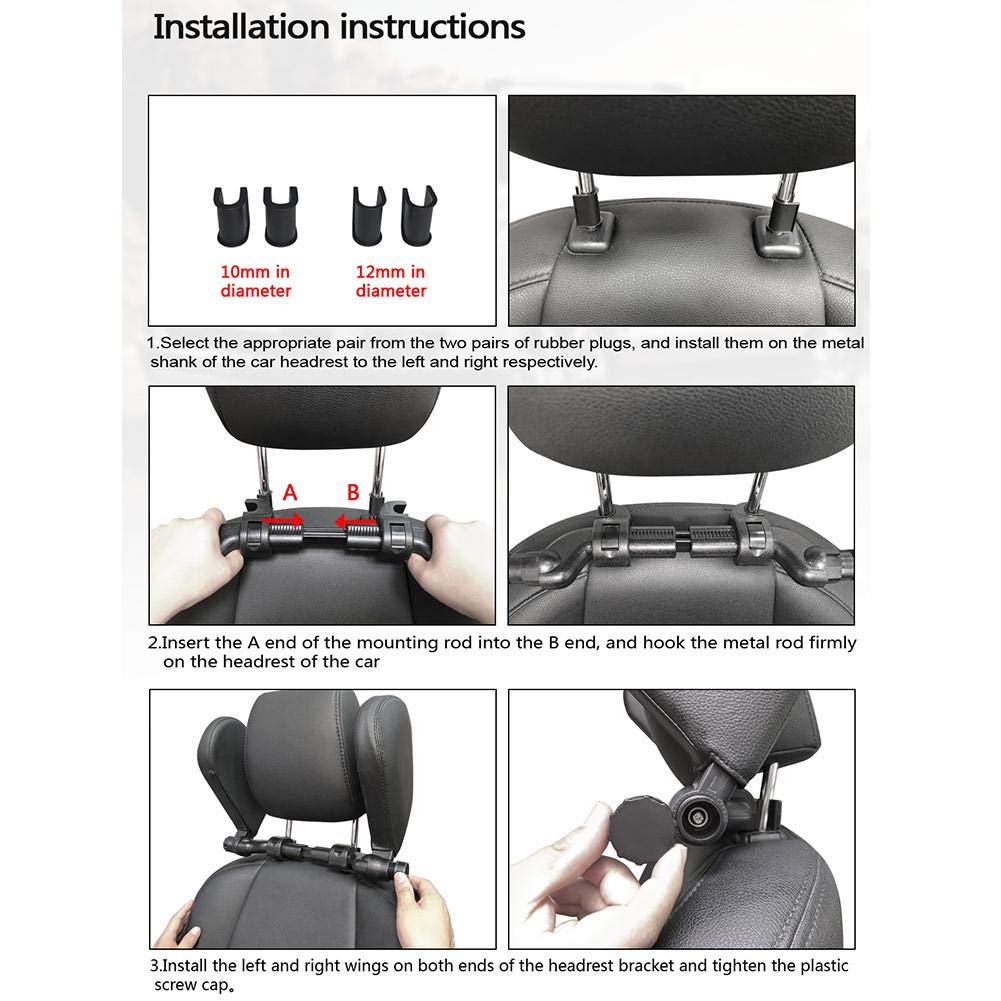 Installation instructions
10mm in
diameter
12mm in
diameter
1.Select the appropriate pair from the two pairs of rubber plugs, and install them on the metal
shank of the car headrest to the left and right respectively.
A
B
2.Insert the A end of the mounting rod into the B end, and hook the metal rod firmly
on the headrest of the car
3.Install the left and right wings on both ends of the headrest bracket and tighten the plastic
screw cap。